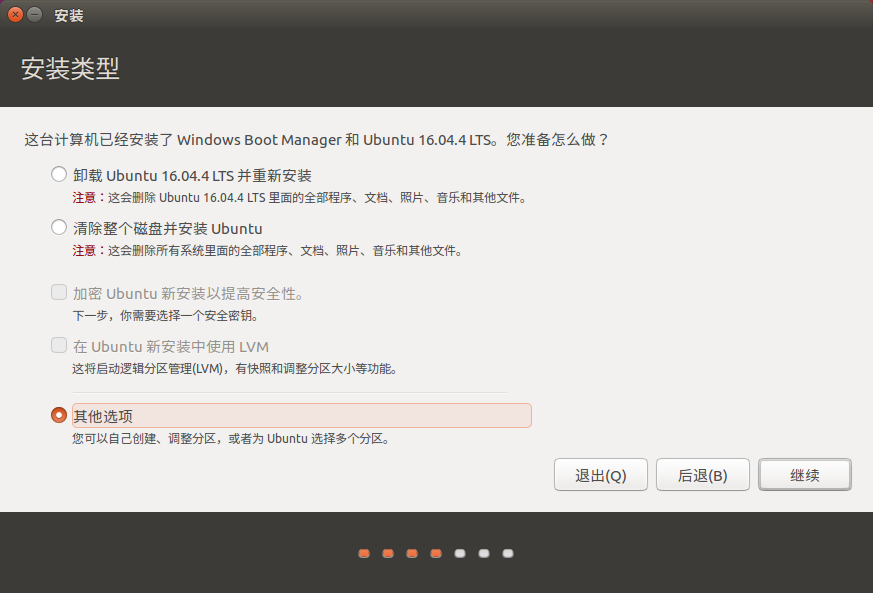 安装
安装类型
这台计算机已经安装了 Windows Boot Manager 和 Ubuntu 16.04.4 LTS。您准备怎么做？
卸载 Ubuntu 16.04.4 LTS 并重新安装
注意：这会删除 Ubuntu 16.04.4 LTS 里面的全部程序、文档、照片、音乐和其他文件。
清除整个磁盘并安装 Ubuntu
注意：这会删除所有系统里面的全部程序、文档、照片、音乐和其他文件。
加密 Ubuntu 新安装以提高安全性。
下一步，你需要选择一个安全密钥。
在 Ubuntu 新安装中使用 LVM
这将启动逻辑分区管理(LVM)，有快照和调整分区大小等功能。
其他选项
您可以自己创建、调整分区，或者为 Ubuntu 选择多个分区。
退出(Q) 后退(B) 继续